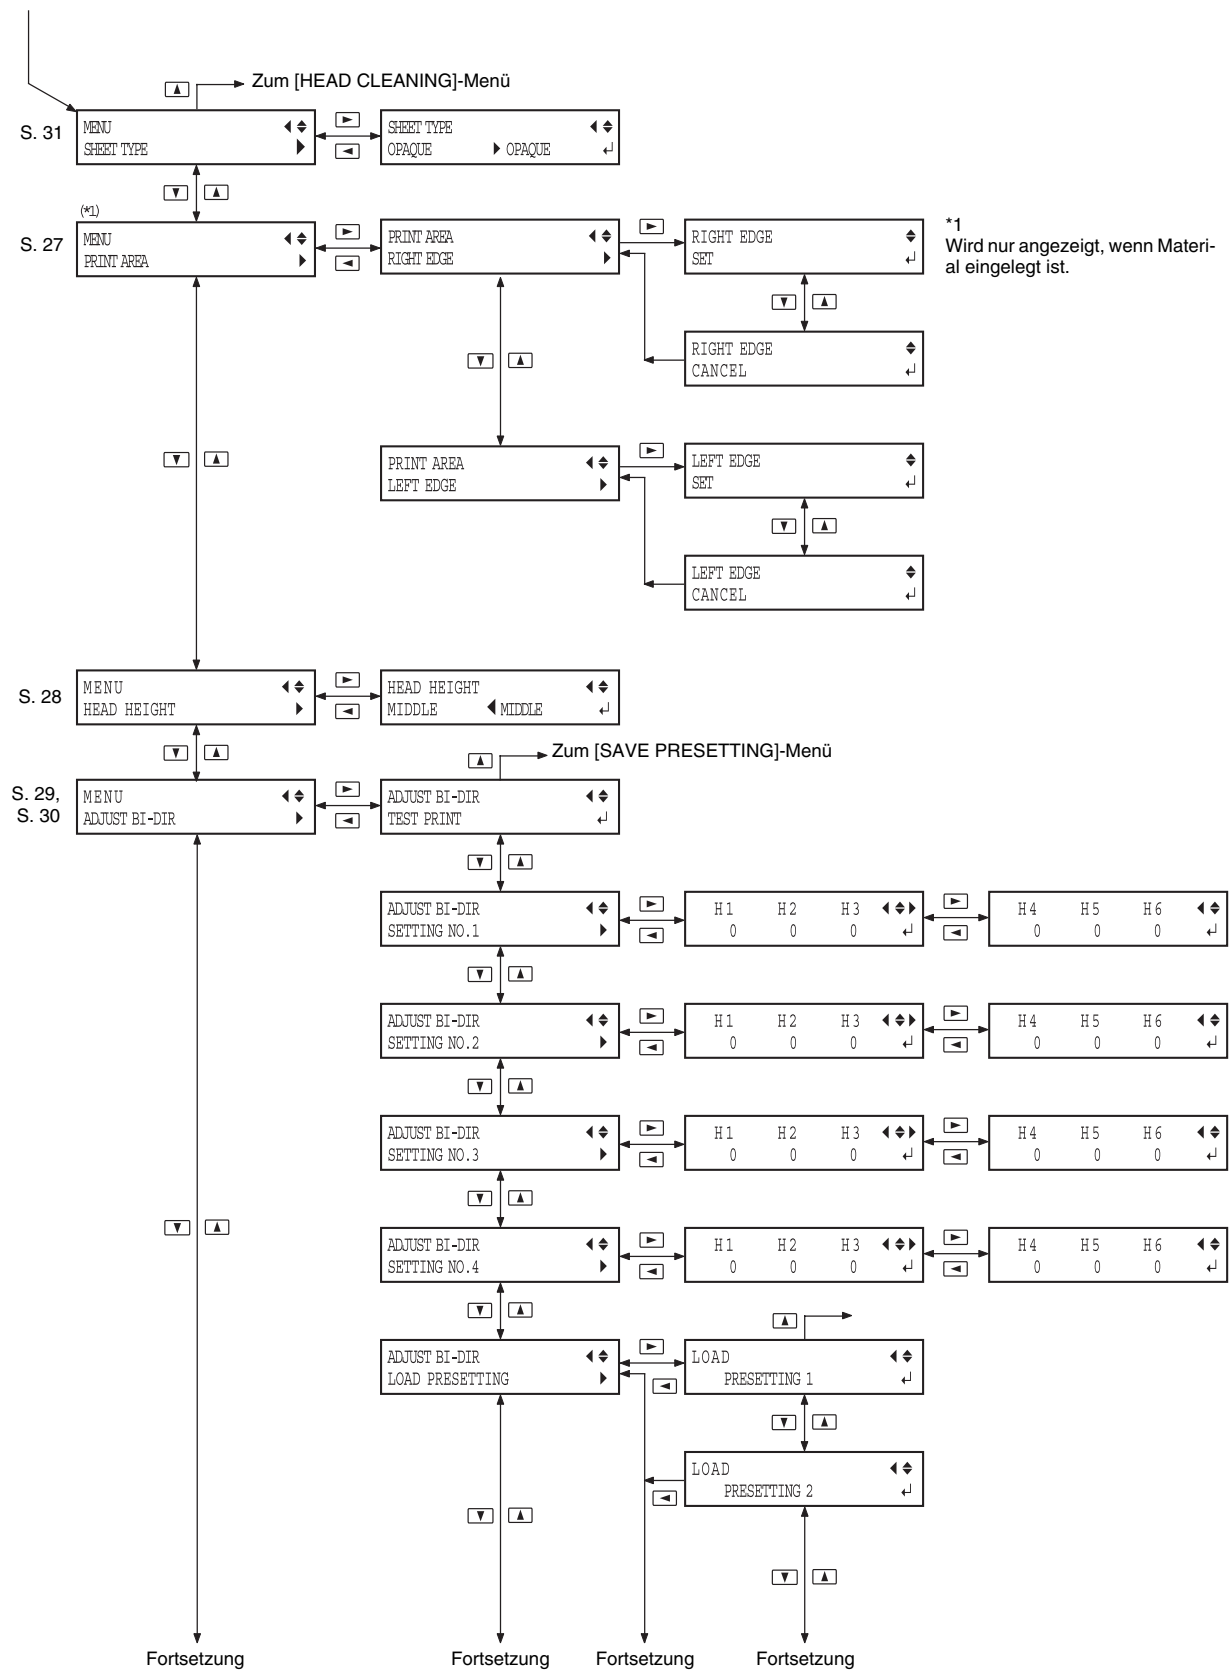 Zum [HEAD CLEANING]-Menü
S. 31
MENU
SHEET TYPE
SHEET TYPE
OPAQUE OPAQUE
(*1)
S. 27
MENU
PRINT AREA
PRINT AREA
RIGHT EDGE
RIGHT EDGE
SET
*1
Wird nur angezeigt, wenn Materi-
al eingelegt ist.
RIGHT EDGE
CANCEL
PRINT AREA
LEFT EDGE
LEFT EDGE
SET
LEFT EDGE
CANCEL
S. 28
MENU
HEAD HEIGHT
HEAD HEIGHT
MIDDLE MIDDLE
Zum [SAVE PRESETTING]-Menü
S. 29,
S. 30
MENU
ADJUST BI-DIR
ADJUST BI-DIR
TEST PRINT
ADJUST BI-DIR
SETTING NO.1
H1 H2 H3
0 0 0
H4 H5 H6
0 0 0
ADJUST BI-DIR
SETTING NO.2
H1 H2 H3
0 0 0
H4 H5 H6
0 0 0
ADJUST BI-DIR
SETTING NO.3
H1 H2 H3
0 0 0
H4 H5 H6
0 0 0
ADJUST BI-DIR
SETTING NO.4
H1 H2 H3
0 0 0
H4 H5 H6
0 0 0
ADJUST BI-DIR
LOAD PRESETTING
LOAD
PRESETTING 1
LOAD
PRESETTING 2
Fortsetzung Fortsetzung Fortsetzung Fortsetzung